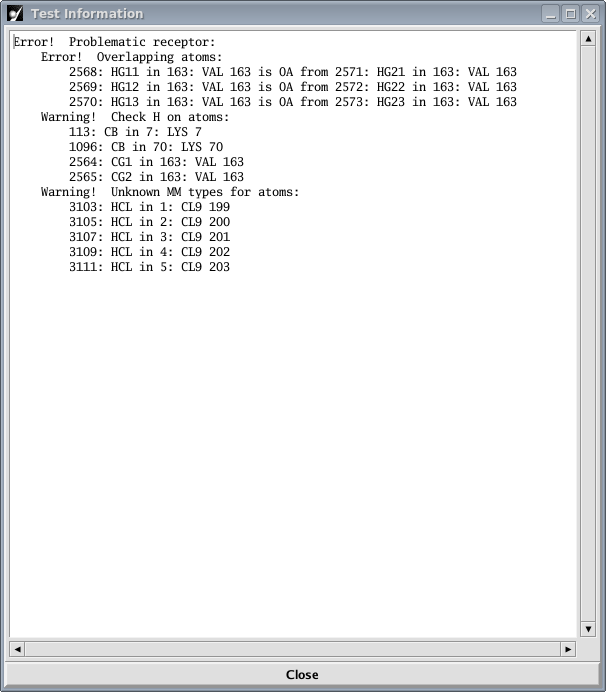 Test Information
Error!  Problematic receptor:
    Error!  Overlapping atoms:
        2568: HG11 in 163: VAL 163 is OA from 2571: HG21 in 163: VAL 163
        2569: HG12 in 163: VAL 163 is OA from 2572: HG22 in 163: VAL 163
        2570: HG13 in 163: VAL 163 is OA from 2573: HG23 in 163: VAL 163
    Warning!  Check H on atoms:
        113: CB in 7: LYS 7
        1096: CB in 70: LYS 70
        2564: CG1 in 163: VAL 163
        2565: CG2 in 163: VAL 163
    Warning!  Unknown MM types for atoms:
        3103: HCL in 1: CL9 199
        3105: HCL in 2: CL9 200
        3107: HCL in 3: CL9 201
        3109: HCL in 4: CL9 202
        3111: HCL in 5: CL9 203
Close